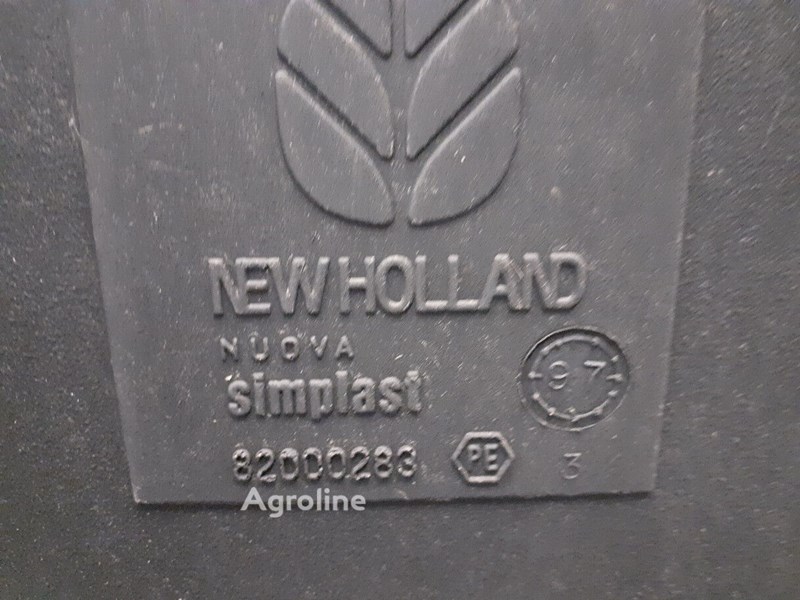 NEW HOLLAND
NUOVA
simplast
97
82000283 PE 3
Agroline